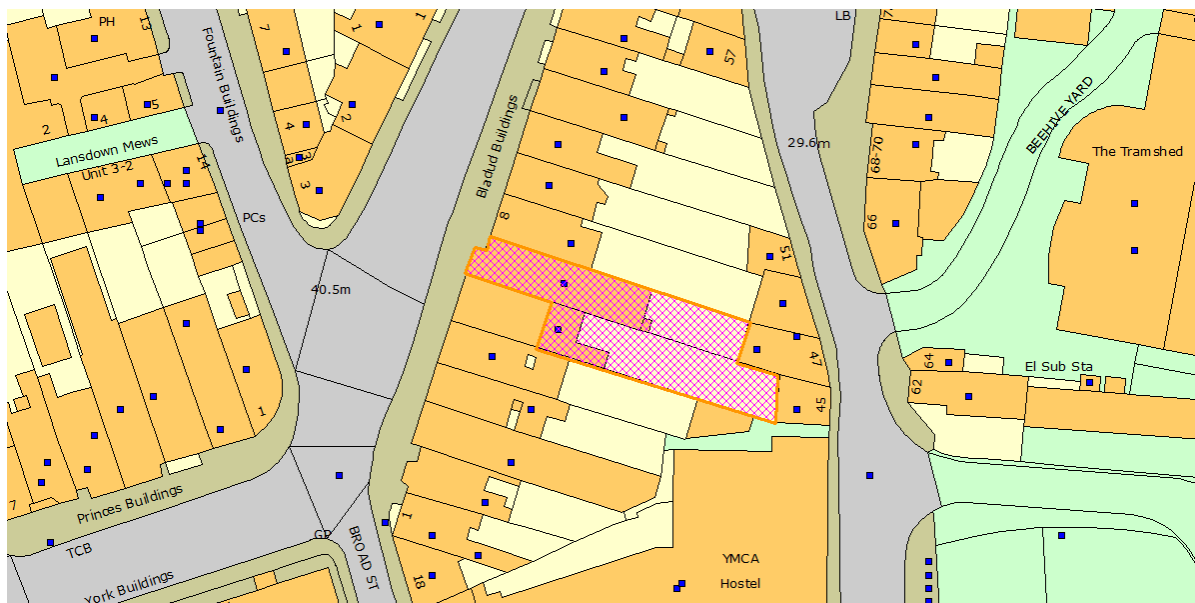 PH
13
Fountain Buildings
7
1
1
57
LB
7
BEEHIVE YARD
The Tramshed
2
4
5
4
2
Lansdown Mews
Unit 3-2
14
3
3
PCs
Bladud Buildings
8
29.6m
68-70
66
51
40.5m
47
El Sub Sta
64
62
45
1
7
Princes Buildings
TCB
York Buildings
GP
BROAD ST
1
18
YMCA
Hostel